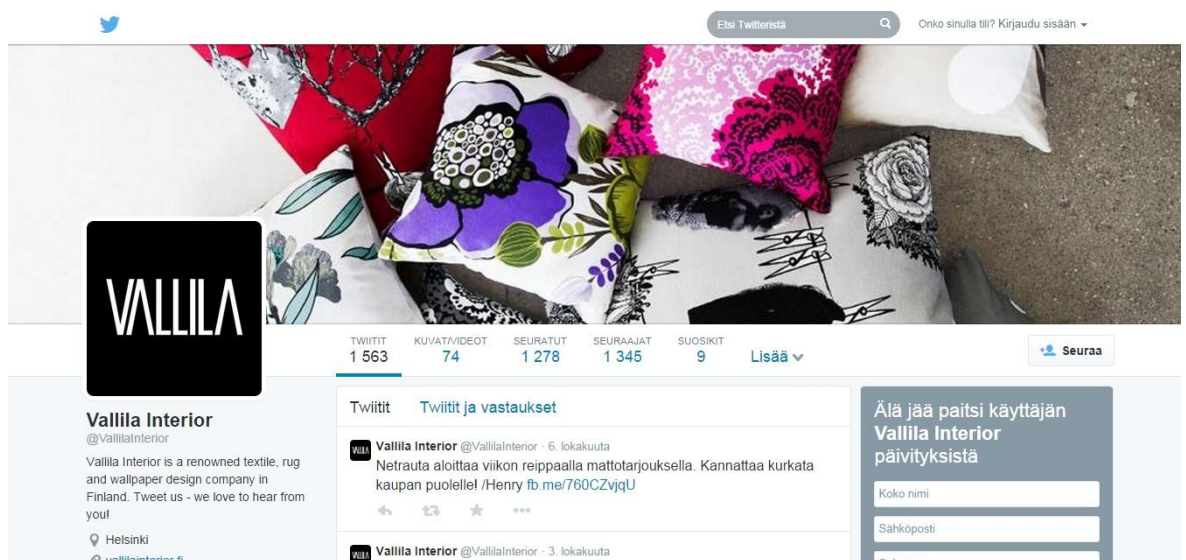 Etsi Twitteristä
Onko sinulla tili? Kirjaudu sisään
VALLILA
TWIITIT
1 563
KUVAT/VIDEOT
74
SEURATUT
1 278
SEURAAJAT
1 345
SUOSIKIT
9
Lisää
Seuraa
Vallila Interior
@VallilaInterior
Vallila Interior is a renowned textile, rug
and wallpaper design company in
Finland. Tweet us - we love to hear from
you!
Helsinki
vallilainterior.fi
Twiitit
Twiitit ja vastaukset
VALLILA
Vallila Interior @VallilaInterior · 6. lokakuuta
Netrauta aloittaa viikon reippaalla mattotarjouksella. Kannattaa kurkata
kaupan puolelle! /Henry fb.me/760CZvjqU
VALLILA
Vallila Interior @VallilaInterior · 3. lokakuuta
Älä jää paitsi käyttäjän
Vallila Interior
päivityksistä
Koko nimi
Sähköposti